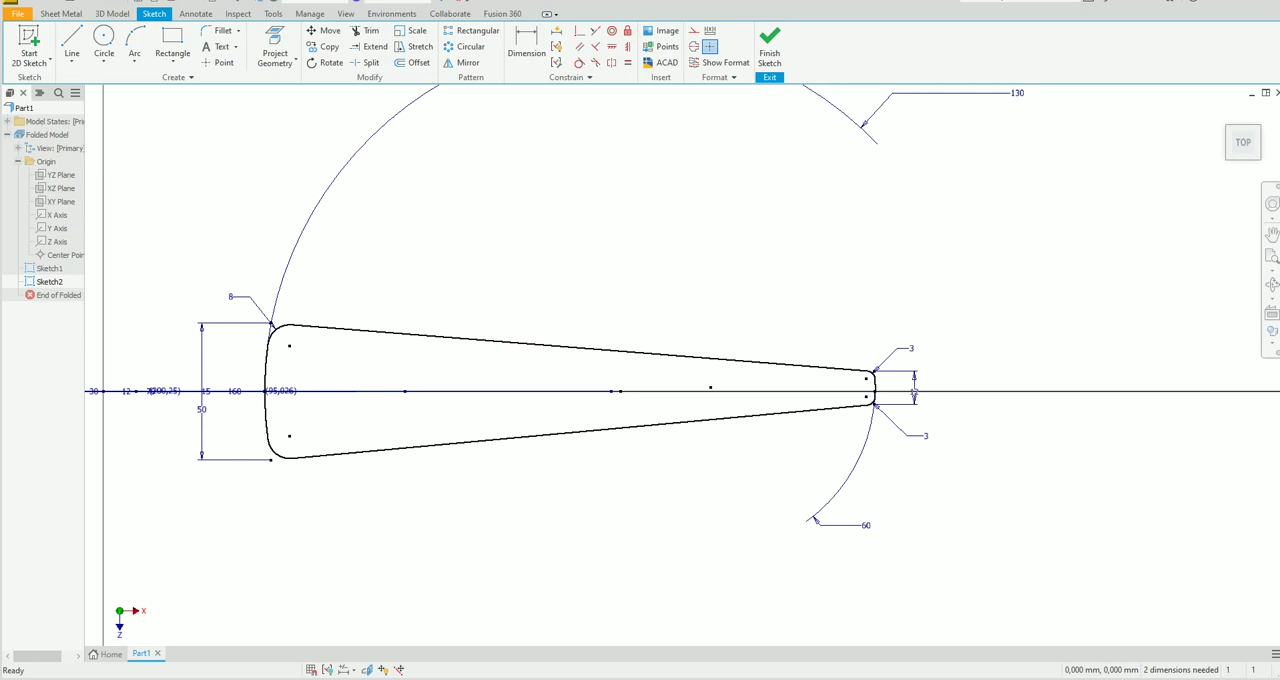 File Sheet Metal 3D Model Sketch Annotate Inspect Tools Manage View Environments Collaborate Fusion 360
Start
2D Sketch
Line
Circle
Arc
Rectangle
Fillet
Text
Point
Project
Geometry
Move
Copy
Rotate
Trim
Extend
Split
Scale
Stretch
Offset
Rectangular
Circular
Mirror
Dimension
Image
Points
ACAD
Show Format
Finish
Sketch
Sketch Create Modify Pattern Constrain Insert Format Exit
Part1
Model States: [Pri
Folded Model
View: [Primary]
Origin
YZ Plane
XZ Plane
XY Plane
X Axis
Y Axis
Z Axis
Center Poin
Sketch1
Sketch2
End of Folded
130
TOP
8
3
30 12 15 160 (95,026)
50
3
60
X
Z
Home Part1
Ready
0,000 mm, 0,000 mm 2 dimensions needed 1 1